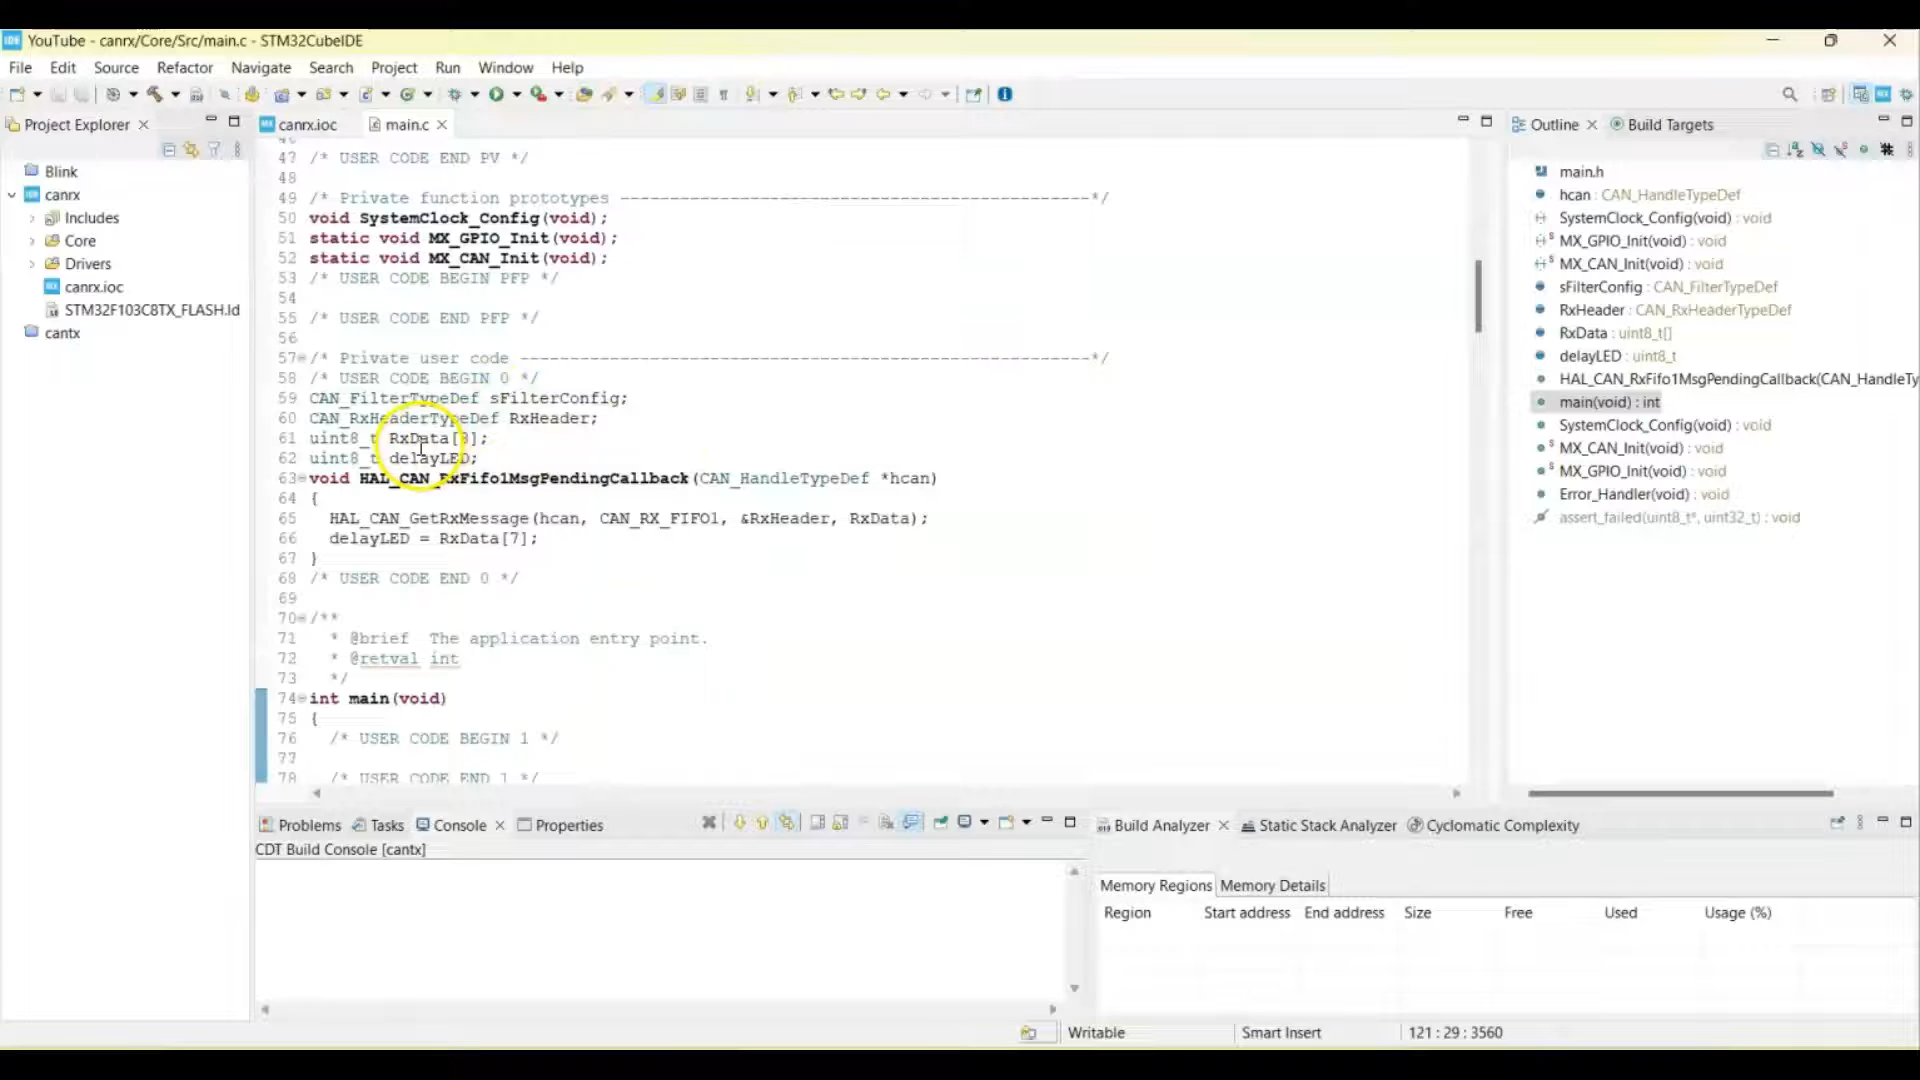 YouTube - canrx/Core/Src/main.c - STM32CubeIDE
File Edit Source Refactor Navigate Search Project Run Window Help
Project Explorer
Blink
canrx
Includes
Core
Drivers
canrx.ioc
STM32F103C8TX_FLASH.ld
cantx
canrx.ioc main.c
47 /* USER CODE END PV */
48
49 /* Private function prototypes -----------------------------------------------*/
50 void SystemClock_Config(void);
51 static void MX_GPIO_Init(void);
52 static void MX_CAN_Init(void);
53 /* USER CODE BEGIN PFP */
54
55 /* USER CODE END PFP */
56
57 /* Private user code ---------------------------------------------------------*/
58 /* USER CODE BEGIN 0 */
59 CAN_FilterTypeDef sFilterConfig;
60 CAN_RxHeaderTypeDef RxHeader;
61 uint8_t RxData[8];
62 uint8_t delayLED;
63 void HAL_CAN_RxFifo1MsgPendingCallback(CAN_HandleTypeDef *hcan)
64 {
65 HAL_CAN_GetRxMessage(hcan, CAN_RX_FIFO1, &RxHeader, RxData);
66 delayLED = RxData[7];
67 }
68 /* USER CODE END 0 */
69
70 /**
71 * @brief The application entry point.
72 * @retval int
73 */
74 int main(void)
75 {
76 /* USER CODE BEGIN 1 */
77
78 /* USER CODE END 1 */
Outline Build Targets
main.h
hcan : CAN_HandleTypeDef
SystemClock_Config(void) : void
MX_GPIO_Init(void) : void
MX_CAN_Init(void) : void
sFilterConfig : CAN_FilterTypeDef
RxHeader : CAN_RxHeaderTypeDef
RxData : uint8_t[]
delayLED : uint8_t
HAL_CAN_RxFifo1MsgPendingCallback(CAN_HandleTy
main(void) : int
SystemClock_Config(void) : void
MX_CAN_Init(void) : void
MX_GPIO_Init(void) : void
Error_Handler(void) : void
assert_failed(uint8_t*, uint32_t) : void
Problems Tasks Console Properties
CDT Build Console [cantx]
Build Analyzer Static Stack Analyzer Cyclomatic Complexity
Memory Regions Memory Details
Region Start address End address Size Free Used Usage (%)
Writable Smart Insert 121 : 29 : 3560